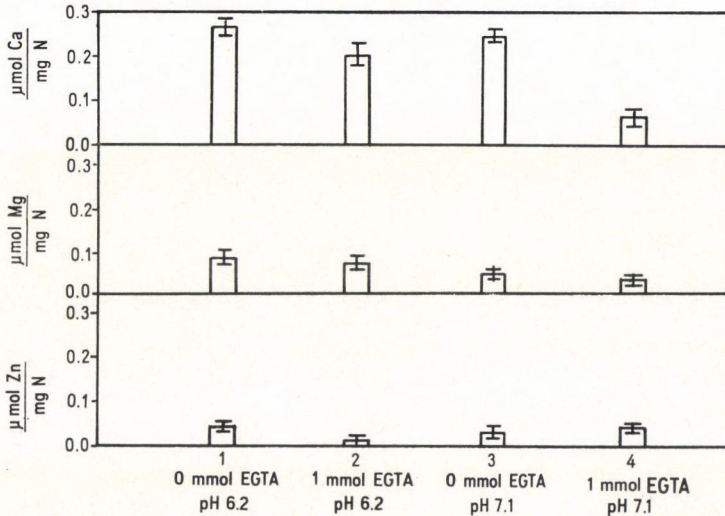 μmol Ca
mg N
0.3
0.2
0.1
0.0
μmol Mg
mg N
0.3
0.2
0.1
0.0
μmol Zn
mg N
0.3
0.2
0.1
0.0
1 2 3 4
0 mmol EGTA 1 mmol EGTA 0 mmol EGTA 1 mmol EGTA
pH 6.2 pH 6.2 pH 7.1 pH 7.1